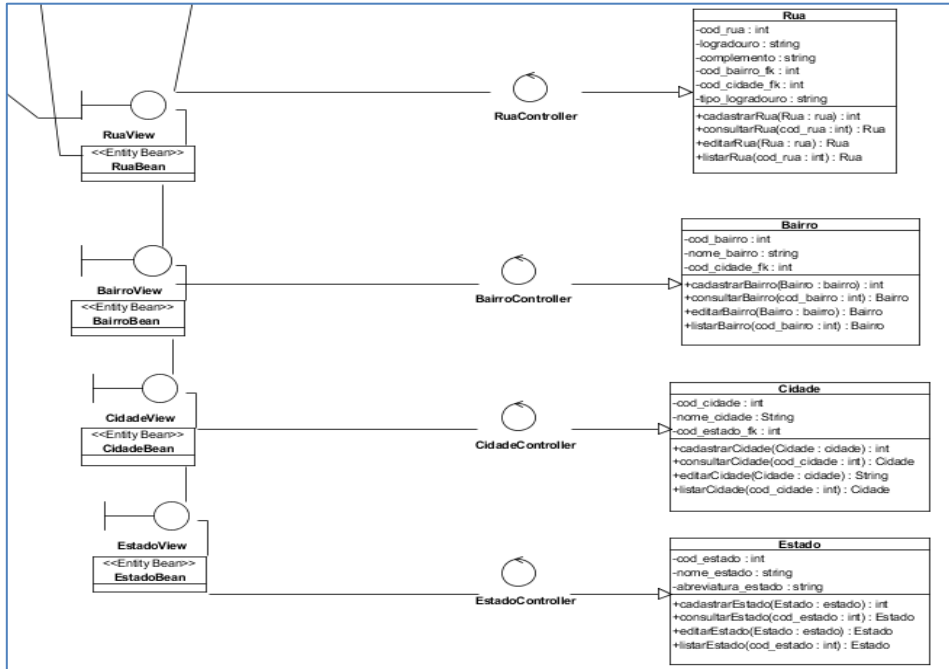 Rua
-cod_rua : int
-logradouro : string
-complemento : string
-cod_bairro_fk : int
-cod_cidade_fk : int
-tipo_logradouro : string
+cadastrarRua(Rua : rua) : int
+consultarRua(cod_rua : int) : Rua
+editarRua(Rua : rua) : Rua
+listarRua(cod_rua : int) : Rua
RuaView
RuaController
<<Entity Bean>>
RuaBean
Bairro
-cod_bairro : int
-nome_bairro : string
-cod_cidade_fk : int
+cadastrarBairro(Bairro : bairro) : int
+consultarBairro(cod_bairro : int) : Bairro
+editarBairro(Bairro : bairro) : Bairro
+listarBairro(cod_bairro : int) : Bairro
BairroView
BairroController
<<Entity Bean>>
BairroBean
Cidade
-cod_cidade : int
-nome_cidade : String
-cod_estado_fk : int
+cadastrarCidade(Cidade : cidade) : int
+consultarCidade(cod_cidade : int) : Cidade
+editarCidade(Cidade : cidade) : String
+listarCidade(cod_cidade : int) : Cidade
CidadeView
CidadeController
<<Entity Bean>>
CidadeBean
Estado
-cod_estado : int
-nome_estado : string
-abreviatura_estado : string
+cadastrarEstado(Estado : estado) : int
+consultarEstado(cod_estado : int) : Estado
+editarEstado(Estado : estado) : Estado
+listarEstado(cod_estado : int) : Estado
EstadoView
EstadoController
<<Entity Bean>>
EstadoBean